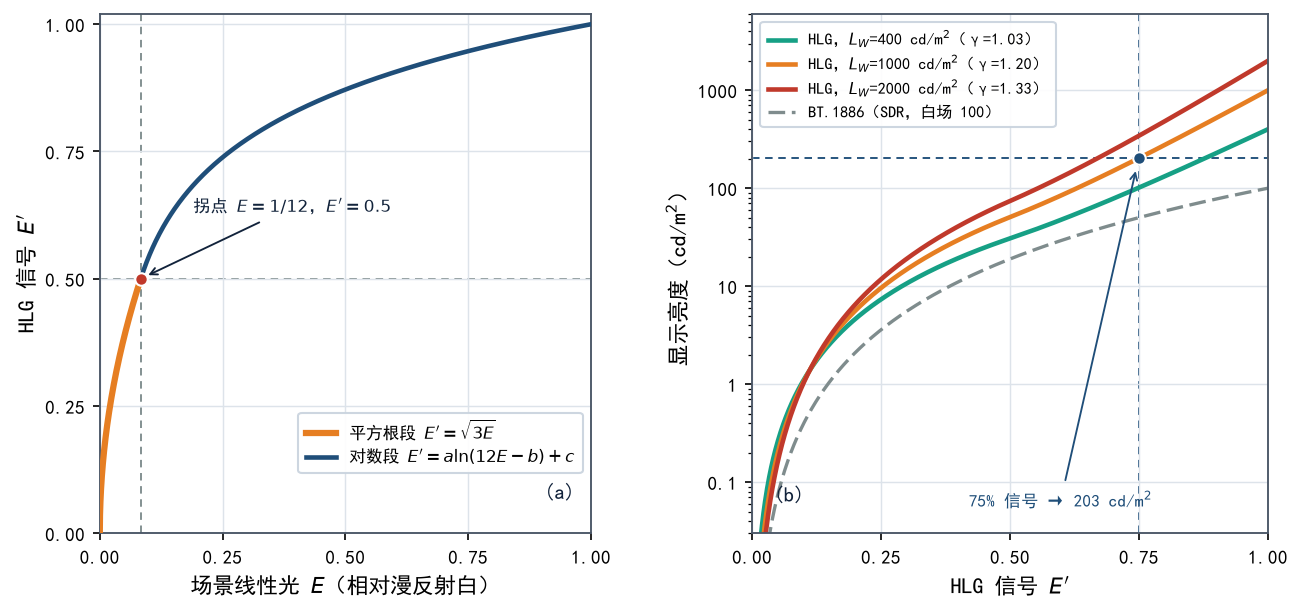 1.00
0.75
0.50
0.25
0.00
HLG 信号 E′
拐点 E = 1/12，E′ = 0.5
平方根段 E′ = √3E
对数段 E′ = aln(12E − b) + c
(a)
0.00 0.25 0.50 0.75 1.00
场景线性光 E（相对漫反射白）
1000
100
10
1
0.1
显示亮度（cd/m²）
HLG，L_W=400 cd/m²（γ=1.03）
HLG，L_W=1000 cd/m²（γ=1.20）
HLG，L_W=2000 cd/m²（γ=1.33）
BT.1886（SDR，白场 100）
(b)
75% 信号 → 203 cd/m²
0.00 0.25 0.50 0.75 1.00
HLG 信号 E′